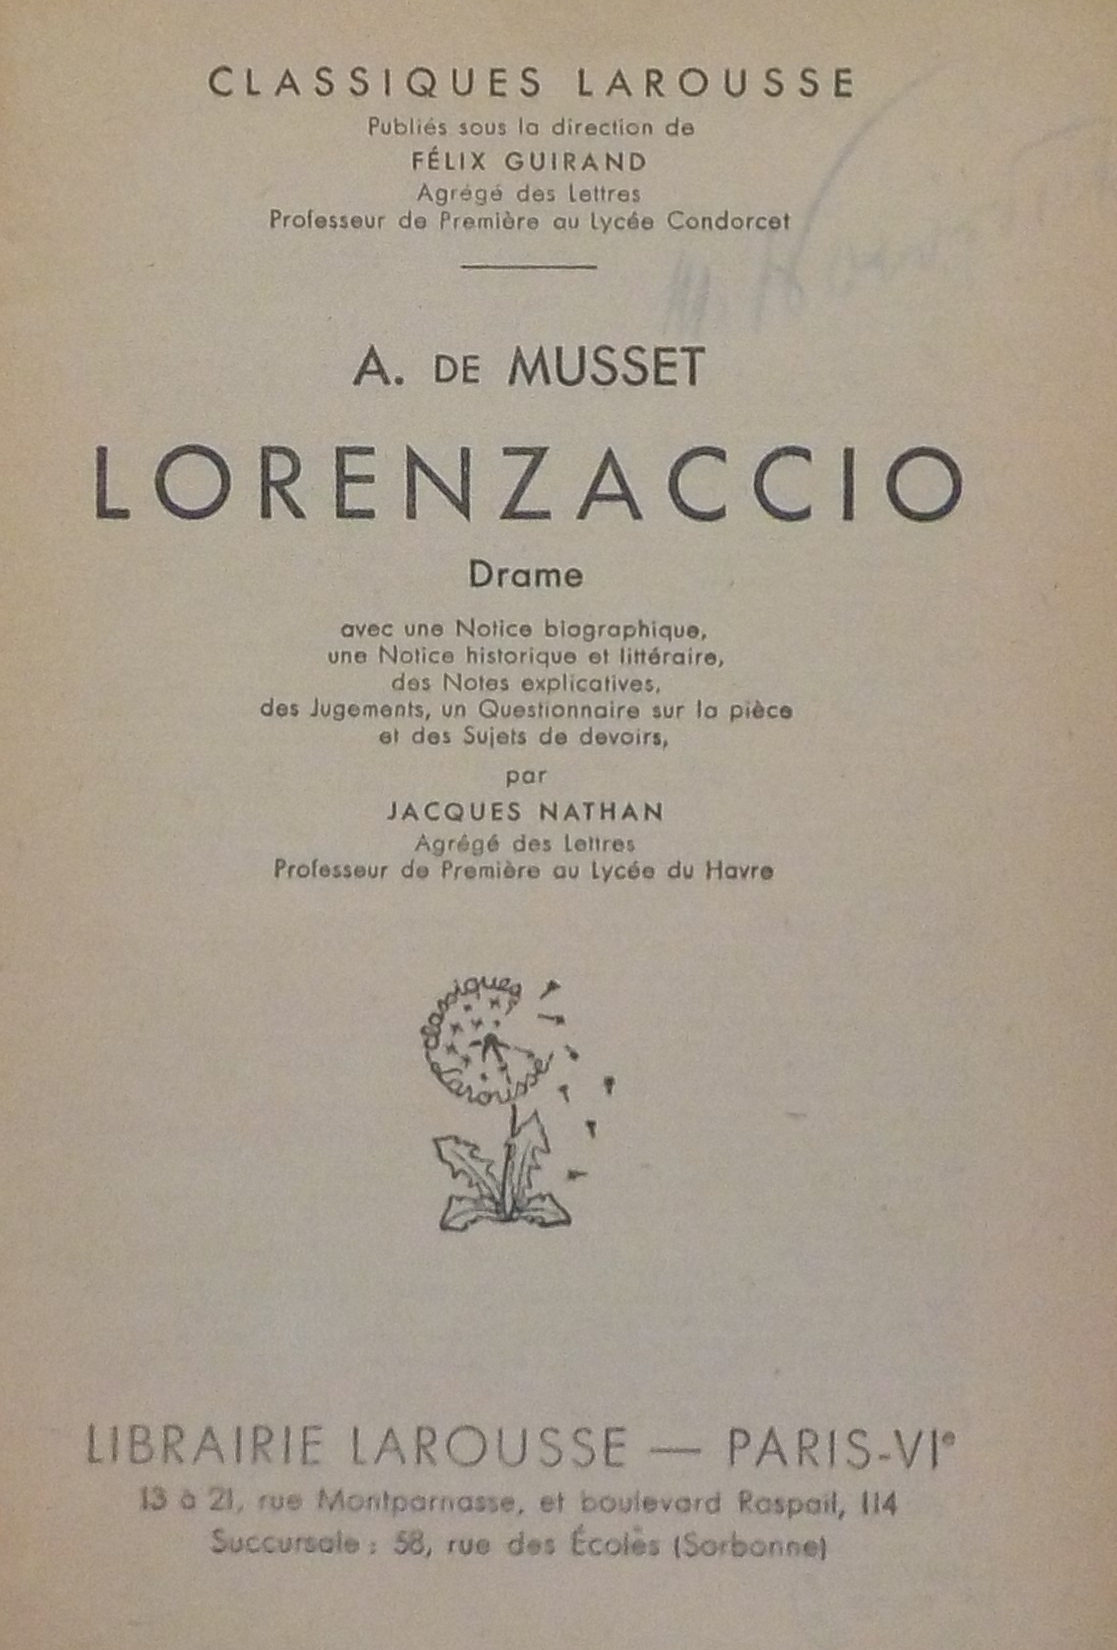 CLASSIQUES LAROUSSE
Publiés sous la direction de
FÉLIX GUIRAND
Agrégé des Lettres
Professeur de Première au Lycée Condorcet
A. DE MUSSET
LORENZACCIO
Drame
avec une Notice biographique,
une Notice historique et littéraire,
des Notes explicatives,
des Jugements, un Questionnaire sur la pièce
et des Sujets de devoirs,
par
JACQUES NATHAN
Agrégé des Lettres
Professeur de Première au Lycée du Havre
Classiques
Larousse
LIBRAIRIE LAROUSSE — PARIS-VIe
13 à 21, rue Montparnasse, et boulevard Raspail, 114
Succursale : 58, rue des Écoles (Sorbonne)